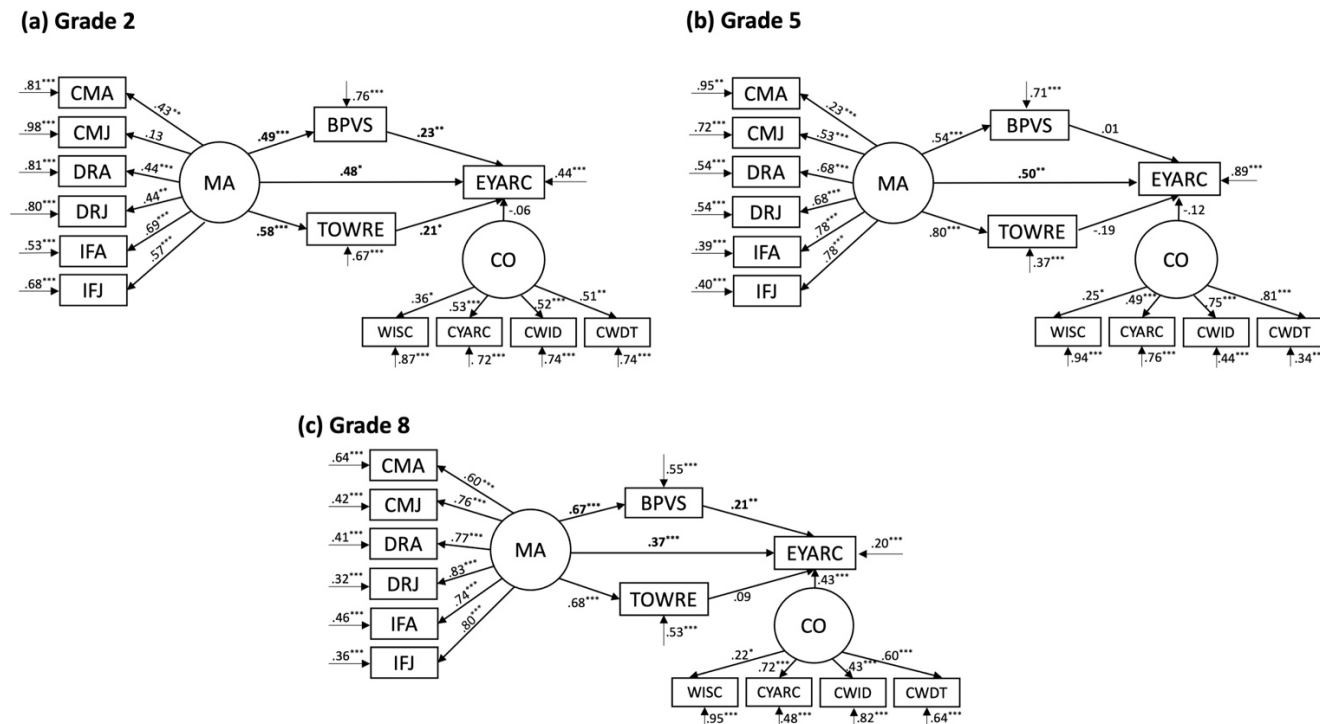 (a) Grade 2
.81***
CMA
.43**
.98***
CMJ
.13
.81***
DRA
.44***
.80***
DRJ
.44**
.53***
IFA
.69***
.68***
IFJ
.57***
MA
.76***
.49***
BPVS
.23**
.48*
EYARC
.44***
.58***
TOWRE
.21*
.67***
-.06
CO
.36*
.53***
.52***
.51**
WISC
CYARC
CWID
CWDT
.87***
.72***
.74***
.74***
(b) Grade 5
.95**
CMA
.23***
.72***
CMJ
.53***
.54***
DRA
.68***
.54***
DRJ
.68***
.39***
IFA
.78***
.40***
IFJ
.78***
MA
.71***
.54***
BPVS
.01
.50**
EYARC
.89***
.80***
TOWRE
-.19
.37***
-.12
CO
.25*
.49***
.75***
.81***
WISC
CYARC
CWID
CWDT
.94***
.76***
.44***
.34**
(c) Grade 8
.64***
CMA
.60***
.42***
CMJ
.76***
.41***
DRA
.77***
.32***
DRJ
.83***
.46***
IFA
.74***
.36***
IFJ
.80***
MA
.55***
.67***
BPVS
.21**
.37***
EYARC
.20***
.68***
TOWRE
.09
.53***
.43***
CO
.22*
.72***
.43***
.60***
WISC
CYARC
CWID
CWDT
.95***
.48***
.82***
.64***